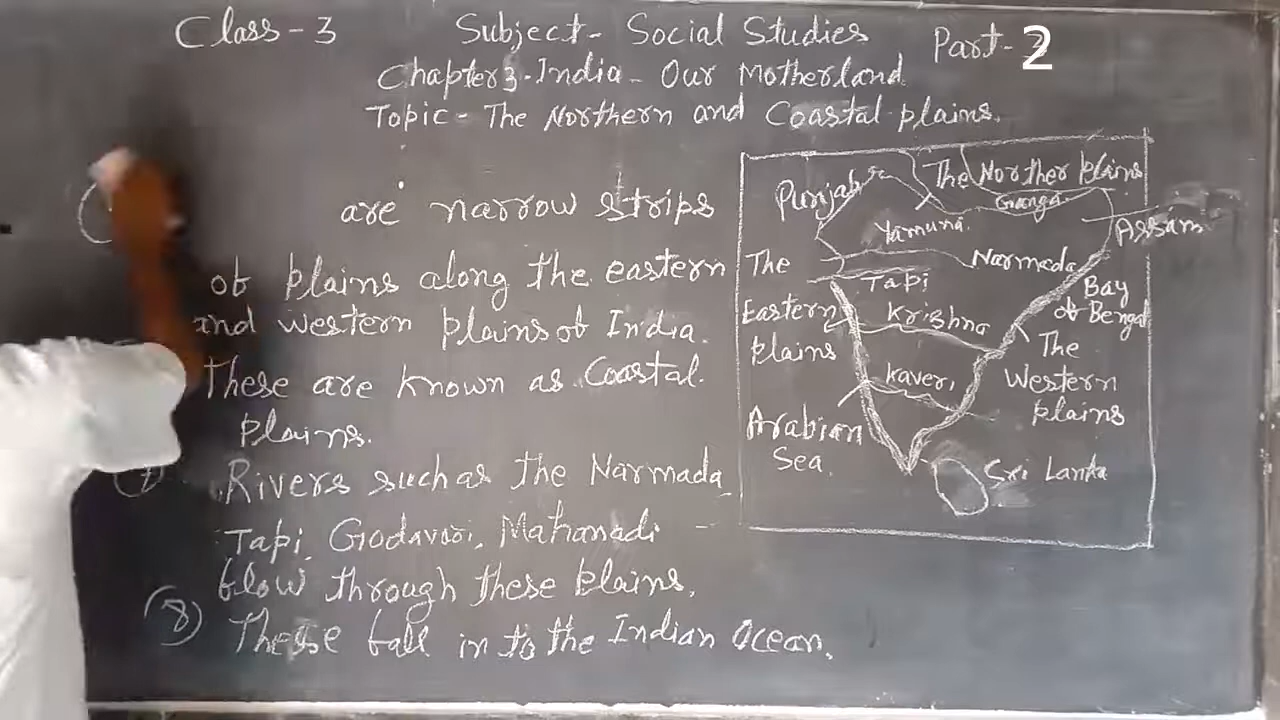 Class - 3 Subject- Social Studies Part- 2
Chapter 3. India - Our Motherland
Topic - The Northern and Coastal plains.
are narrow strips
of plains along the eastern
and western plains of India.
These are known as Coastal.
plains.
(7) Rivers such as the Narmada
Tapi, Godavari, Mahanadi -
flow through these plains.
(8) These fall in to the Indian Ocean.
The Norther plains
Punjab
Ganga
Yamuna.
Assam
The
Eastern
plains
Narmada
Tapi
Bay
of Bengal
Krishna
The
Western
plains
Kaveri
Arabian
Sea.
Sri Lanka